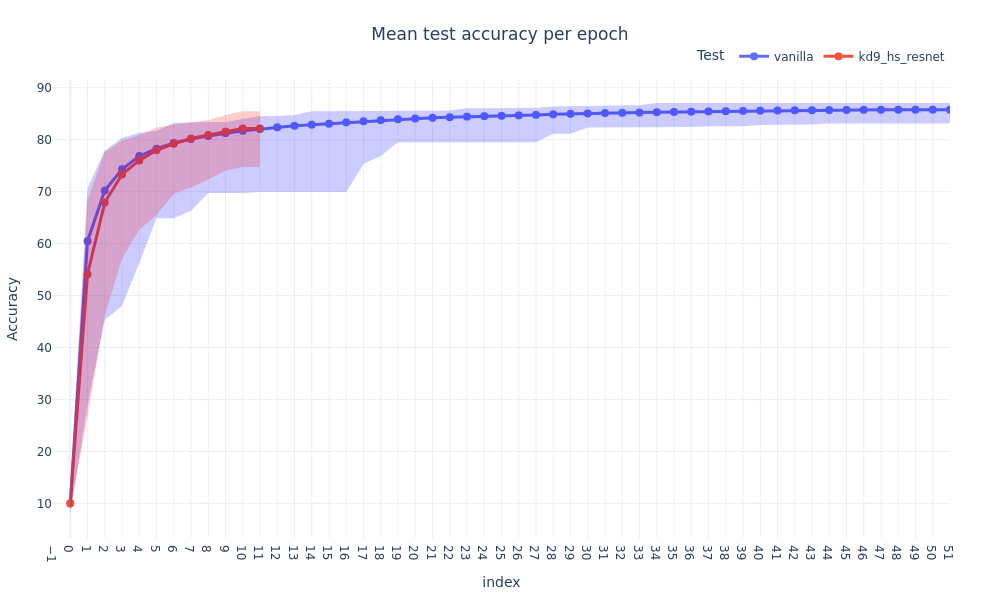 Mean test accuracy per epoch
Test vanilla kd9_hs_resnet
Accuracy
90
80
70
60
50
40
30
20
10
−1 0 1 2 3 4 5 6 7 8 9 10 11 12 13 14 15 16 17 18 19 20 21 22 23 24 25 26 27 28 29 30 31 32 33 34 35 36 37 38 39 40 41 42 43 44 45 46 47 48 49 50 51
index